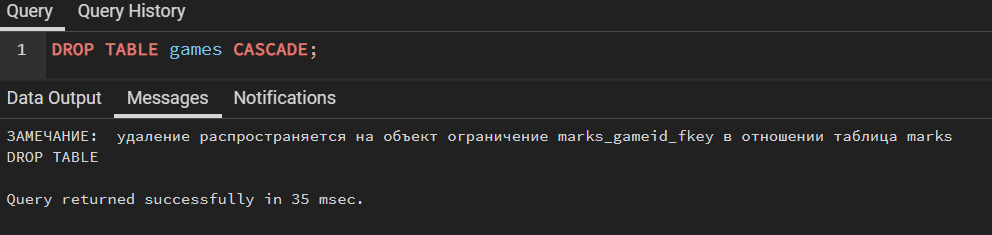 Query Query History
1 DROP TABLE games CASCADE;
Data Output Messages Notifications
ЗАМЕЧАНИЕ:  удаление распространяется на объект ограничение marks_gameid_fkey в отношении таблица marks
DROP TABLE
Query returned successfully in 35 msec.